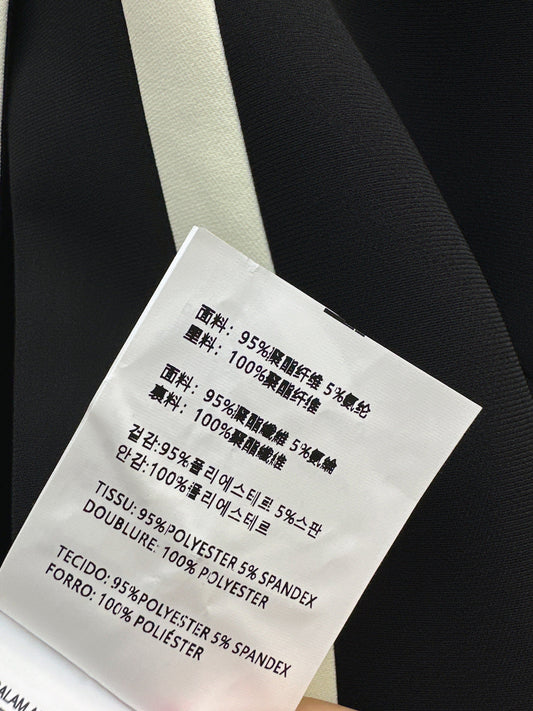 面料：95%聚酯纤维 5%氨纶
里料：100%聚酯纤维
面料：95%聚酯纖維 5%氨綸
裏料：100%聚酯纖維
겉감:95%폴리에스테르 5%스판
안감:100%폴리에스테르
TISSU: 95%POLYESTER 5% SPANDEX
DOUBLURE: 100% POLYESTER
TECIDO: 95%POLYESTER 5% SPANDEX
FORRO: 100% POLIÉSTER
DALAM